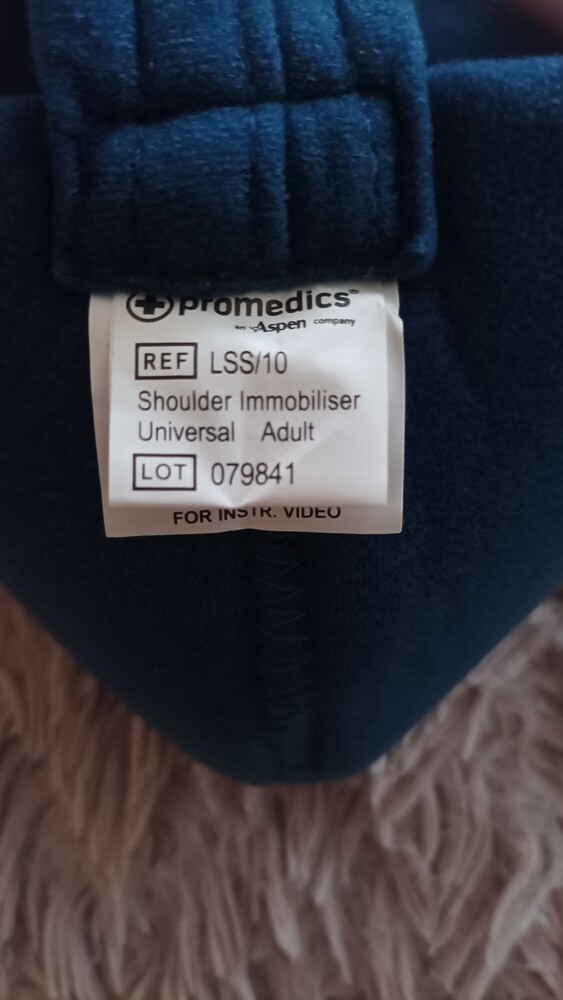 promedics®
an Aspen company
REF LSS/10
Shoulder Immobiliser
Universal Adult
LOT 079841
FOR INSTR. VIDEO